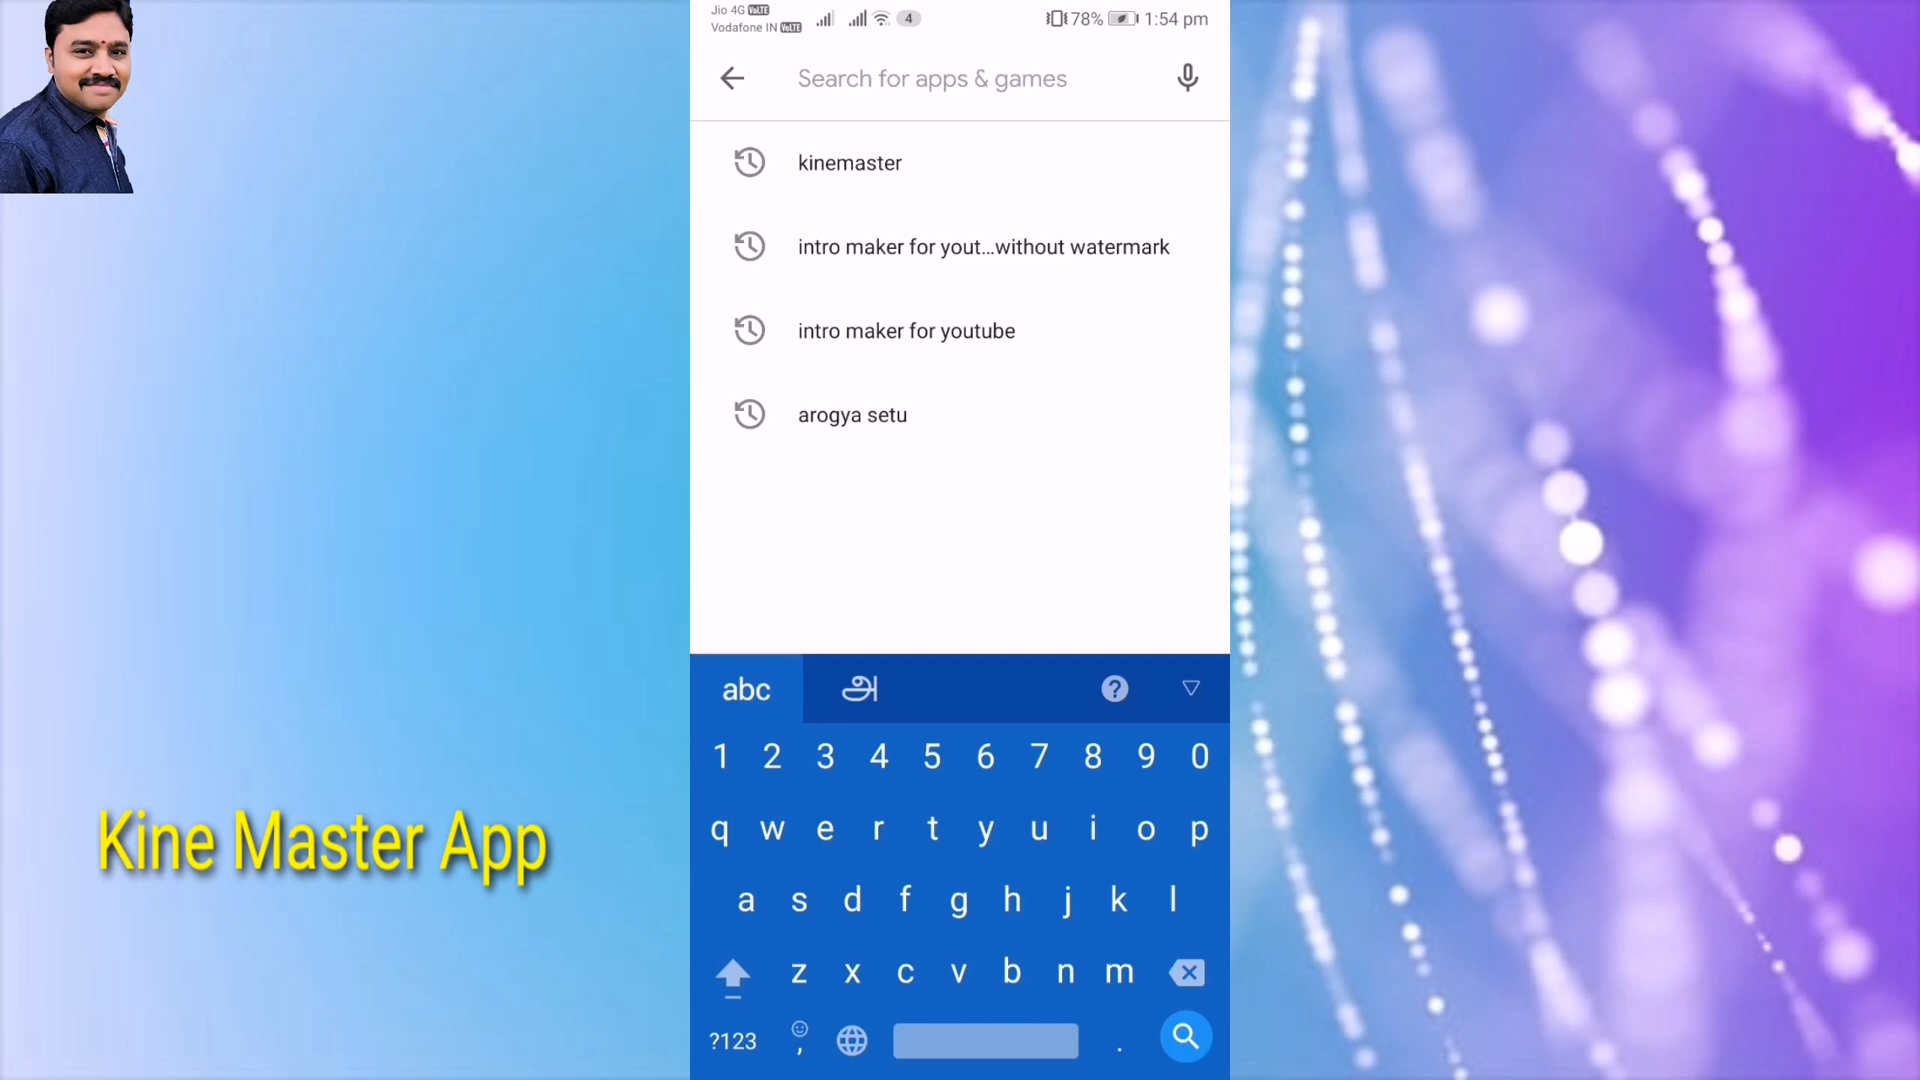 Jio 4G VoLTE
Vodafone IN VoLTE
4
78%
1:54 pm
Search for apps & games
kinemaster
intro maker for yout...without watermark
intro maker for youtube
arogya setu
Kine Master App
abc அ
1 2 3 4 5 6 7 8 9 0
q w e r t y u i o p
a s d f g h j k l
z x c v b n m
?123 , .